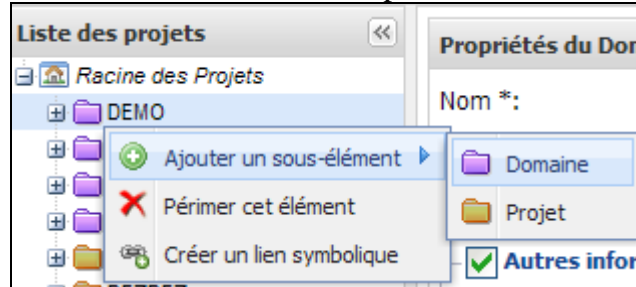 Liste des projets
Propriétés du Dor
Racine des Projets
Nom *:
DEMO
Ajouter un sous-élément
Domaine
Périmer cet élément
Projet
Créer un lien symbolique
Autres infor